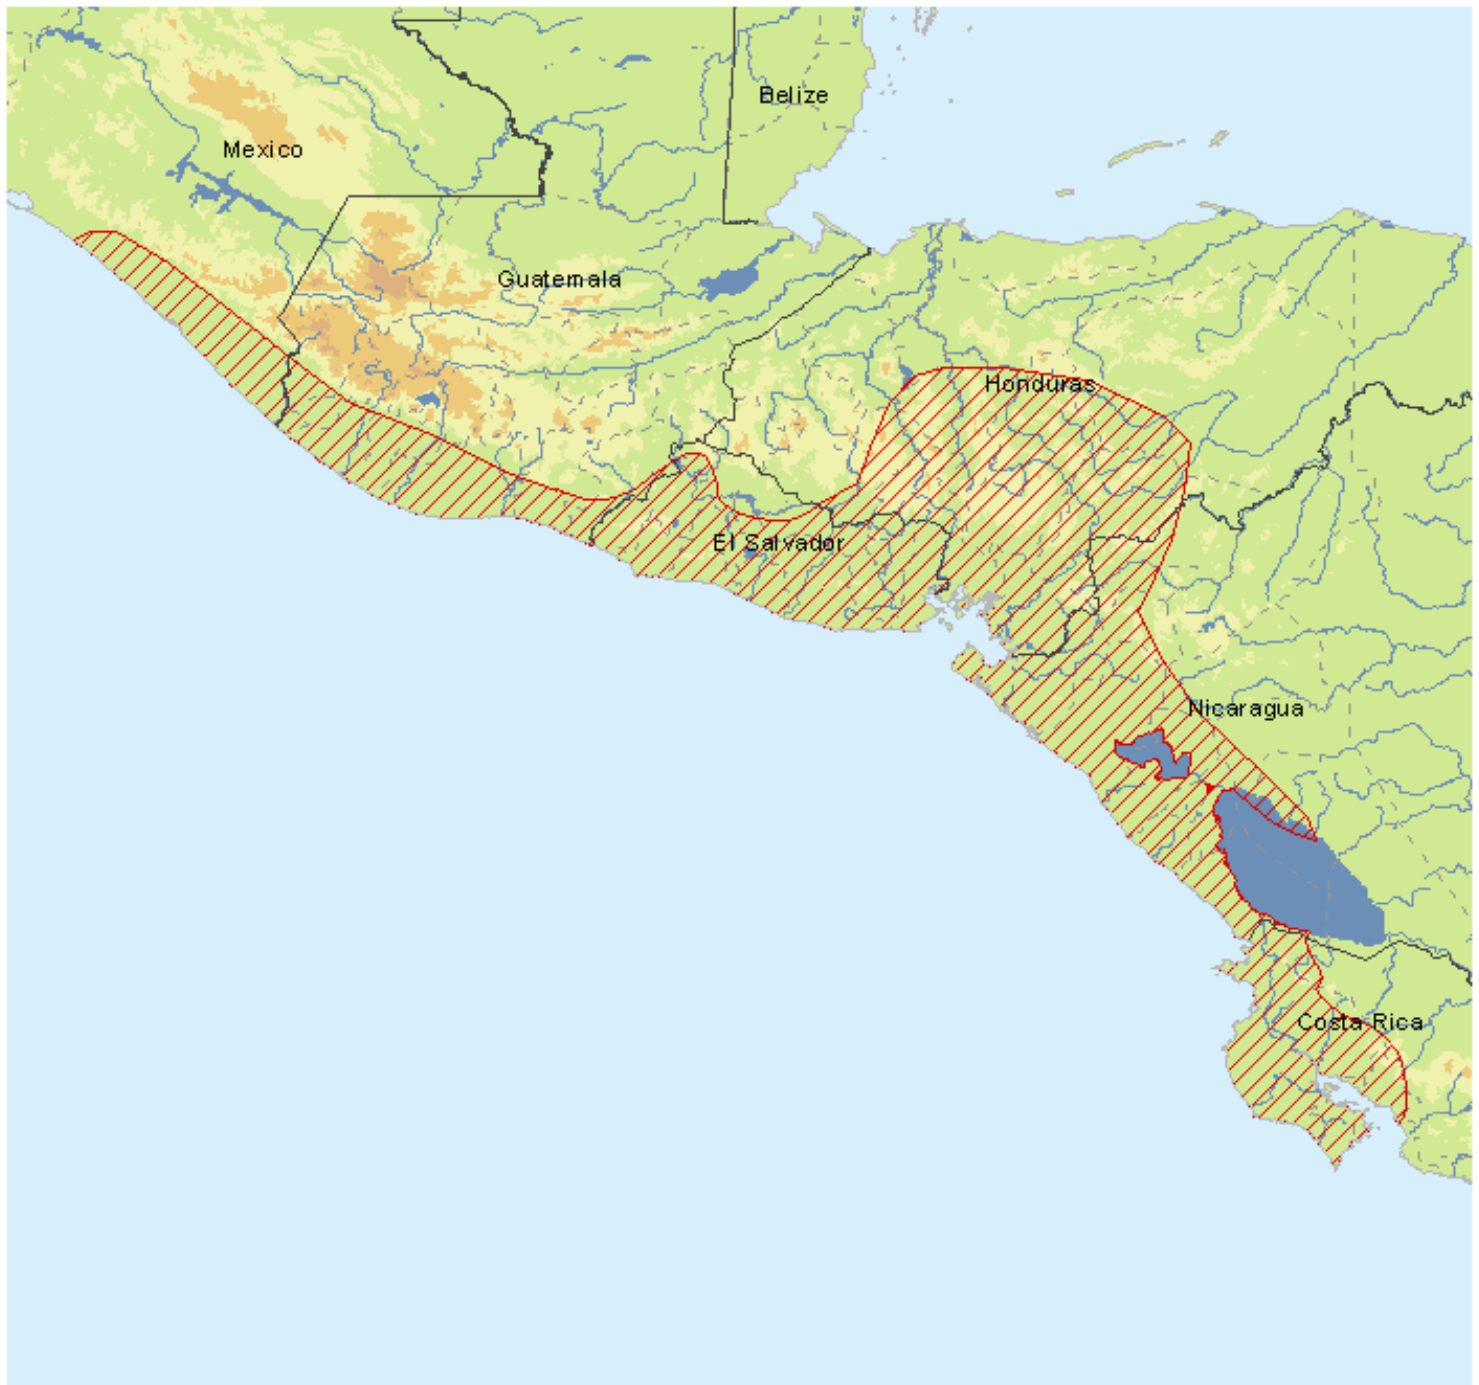 Belize
Mexico
Guatemala
Honduras
El Salvador
Nicaragua
Costa Rica